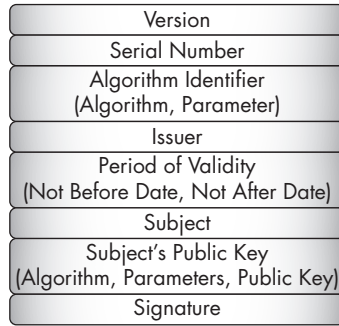 Version
Serial Number
Algorithm Identifier
(Algorithm, Parameter)
Issuer
Period of Validity
(Not Before Date, Not After Date)
Subject
Subject's Public Key
(Algorithm, Parameters, Public Key)
Signature